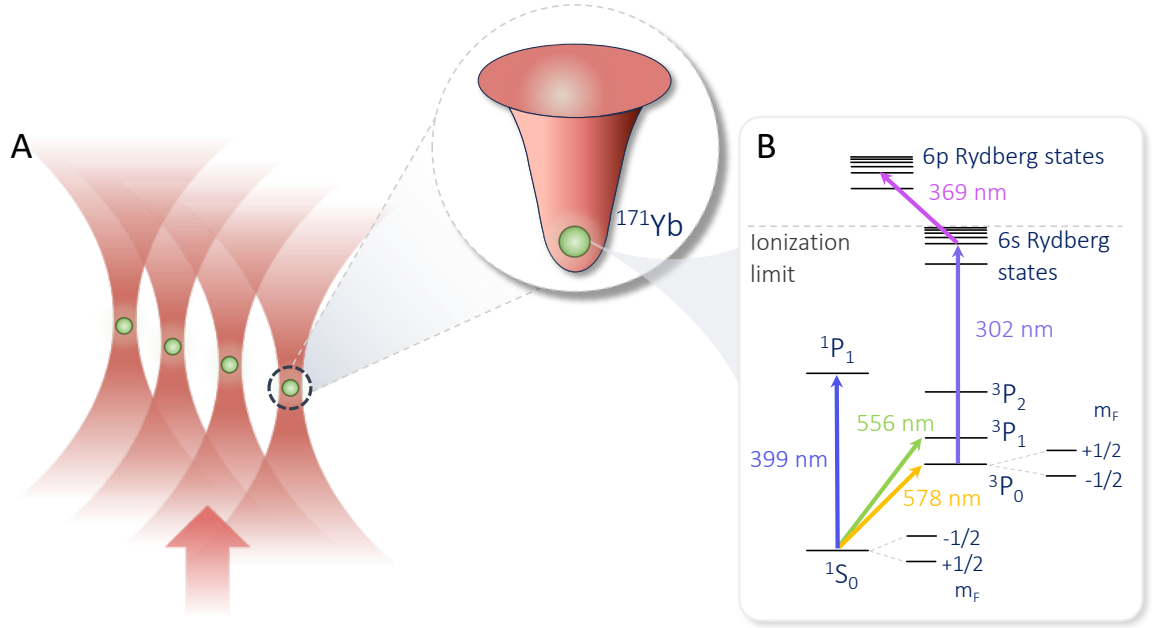 A
171Yb
B
6p Rydberg states
369 nm
Ionization
limit
6s Rydberg
states
302 nm
1P1
3P2
mF
556 nm
3P1
+1/2
399 nm
3P0
-1/2
578 nm
-1/2
1S0
+1/2
mF